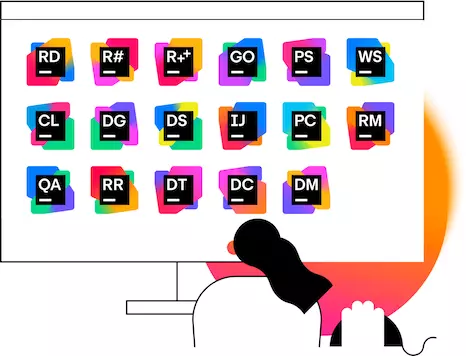 RD R# R++ GO PS WS
CL DG DS IJ PC RM
QA RR DT DC DM